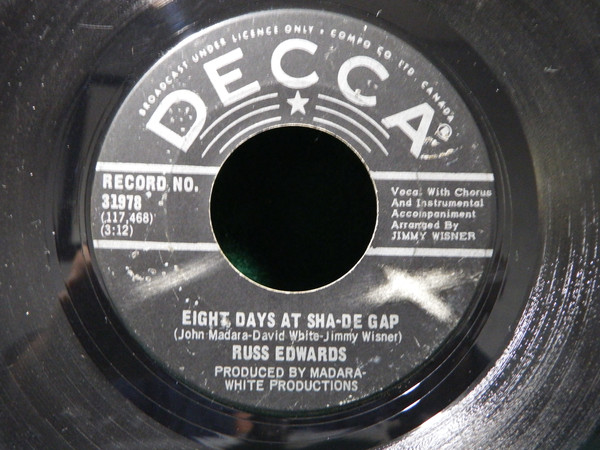 BROADCAST UNDER LICENCE ONLY • COMPO CO. LTD. CANADA
DECCA®
RECORD NO.
31978
(117,468)
(3:12)
Vocal With Chorus
And Instrumental
Accompaniment
Arranged By
JIMMY WISNER
EIGHT DAYS AT SHA-DE GAP
(John Madara-David White-Jimmy Wisner)
RUSS EDWARDS
PRODUCED BY MADARA-
WHITE PRODUCTIONS